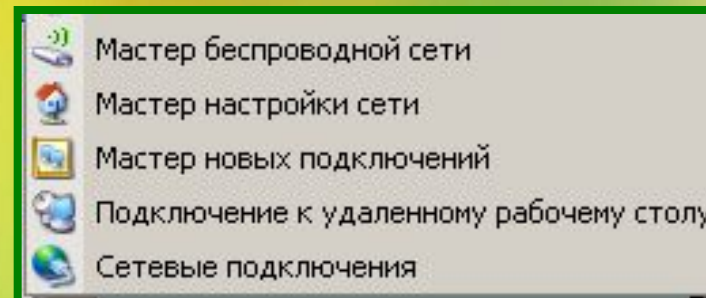 Мастер беспроводной сети
Мастер настройки сети
Мастер новых подключений
Подключение к удаленному рабочему столу
Сетевые подключения